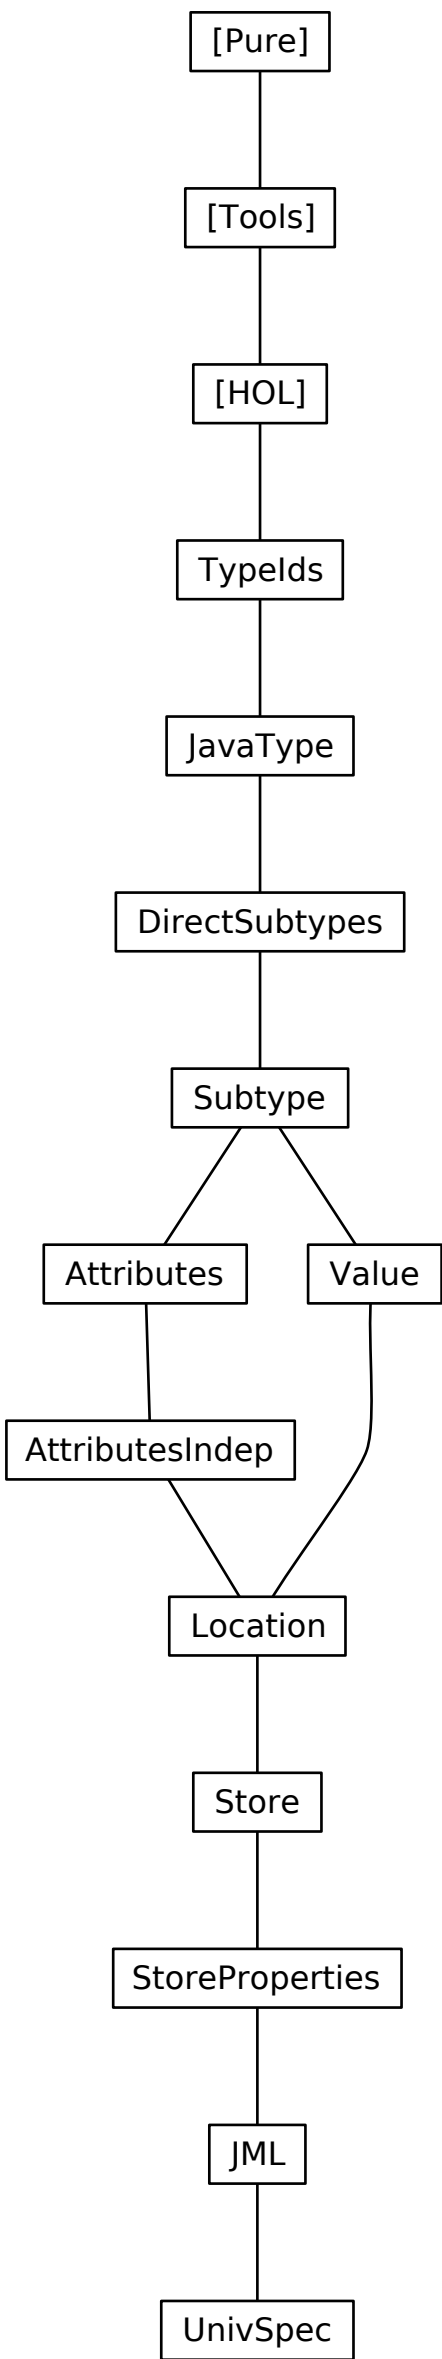 [Pure]
[Tools]
[HOL]
TypeIds
JavaType
DirectSubtypes
Subtype
Attributes
Value
AttributesIndep
Location
Store
StoreProperties
JML
UnivSpec